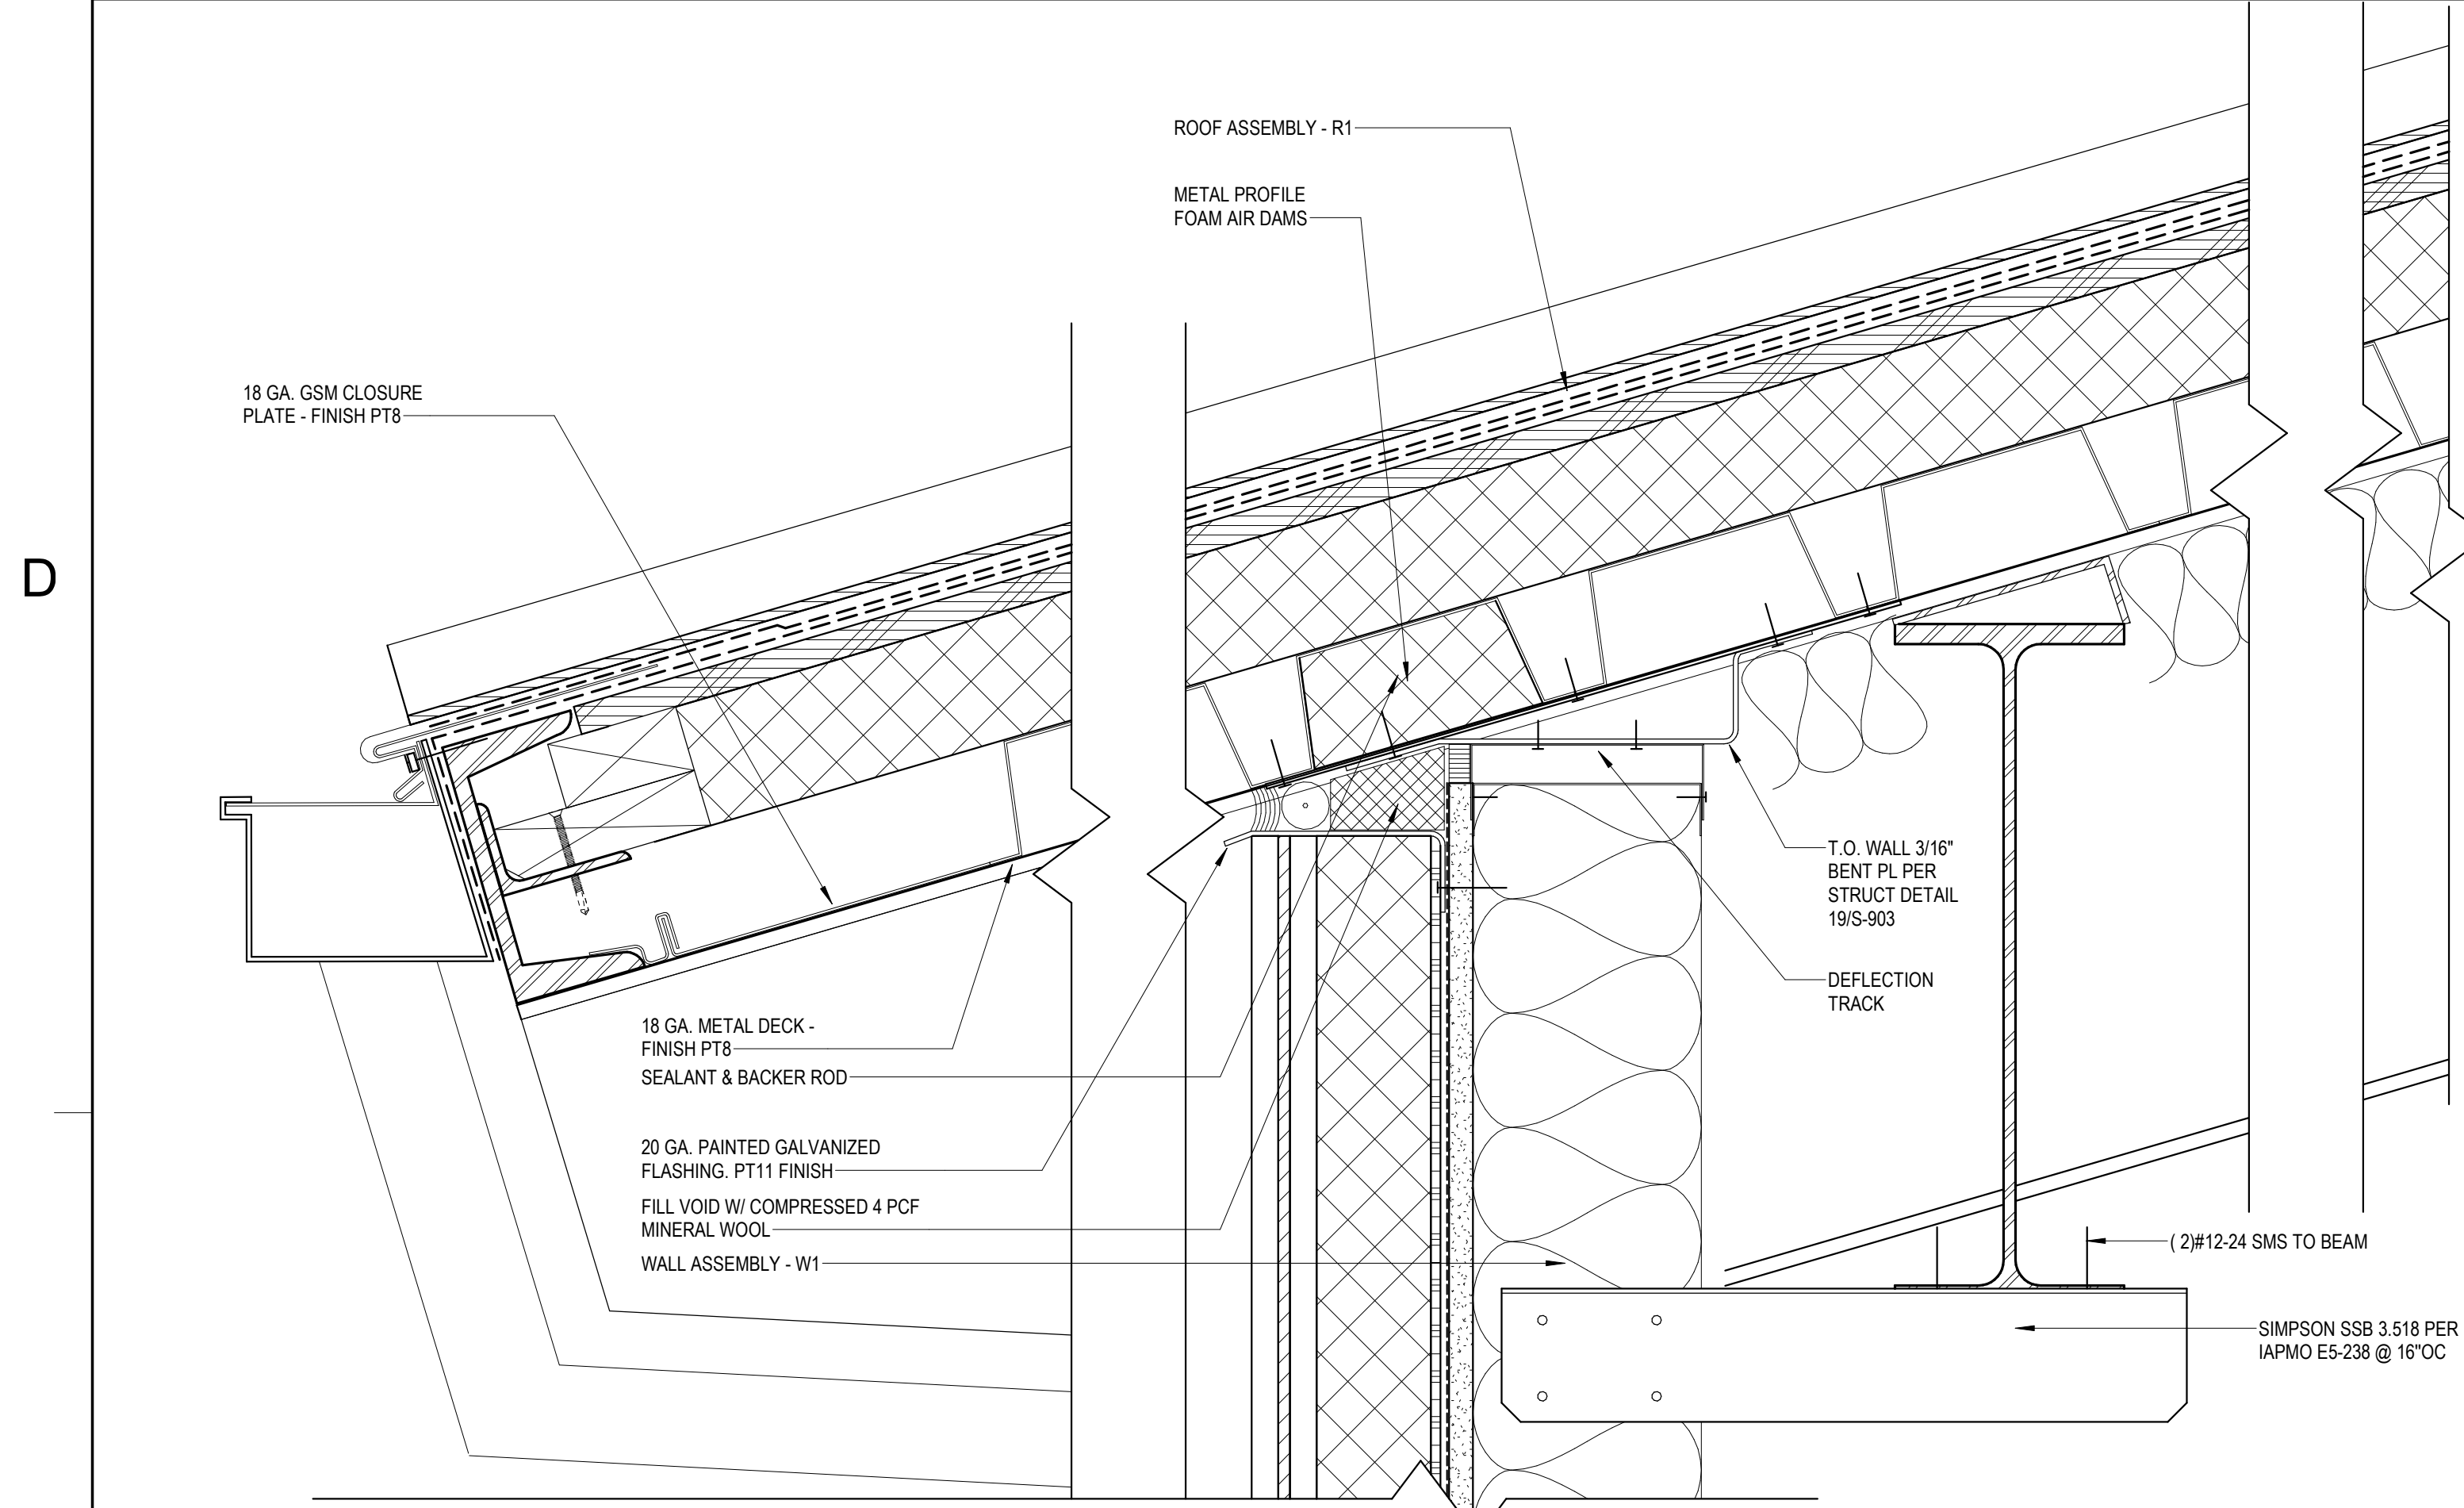 ROOF ASSEMBLY - R1
METAL PROFILE
FOAM AIR DAMS
18 GA. GSM CLOSURE
PLATE - FINISH PT8
D
T.O. WALL 3/16"
BENT PL PER
STRUCT DETAIL
19/S-903
DEFLECTION
TRACK
18 GA. METAL DECK -
FINISH PT8
SEALANT & BACKER ROD
20 GA. PAINTED GALVANIZED
FLASHING. PT11 FINISH
FILL VOID W/ COMPRESSED 4 PCF
MINERAL WOOL
WALL ASSEMBLY - W1
( 2)#12-24 SMS TO BEAM
SIMPSON SSB 3.518 PER
IAPMO E5-238 @ 16"OC